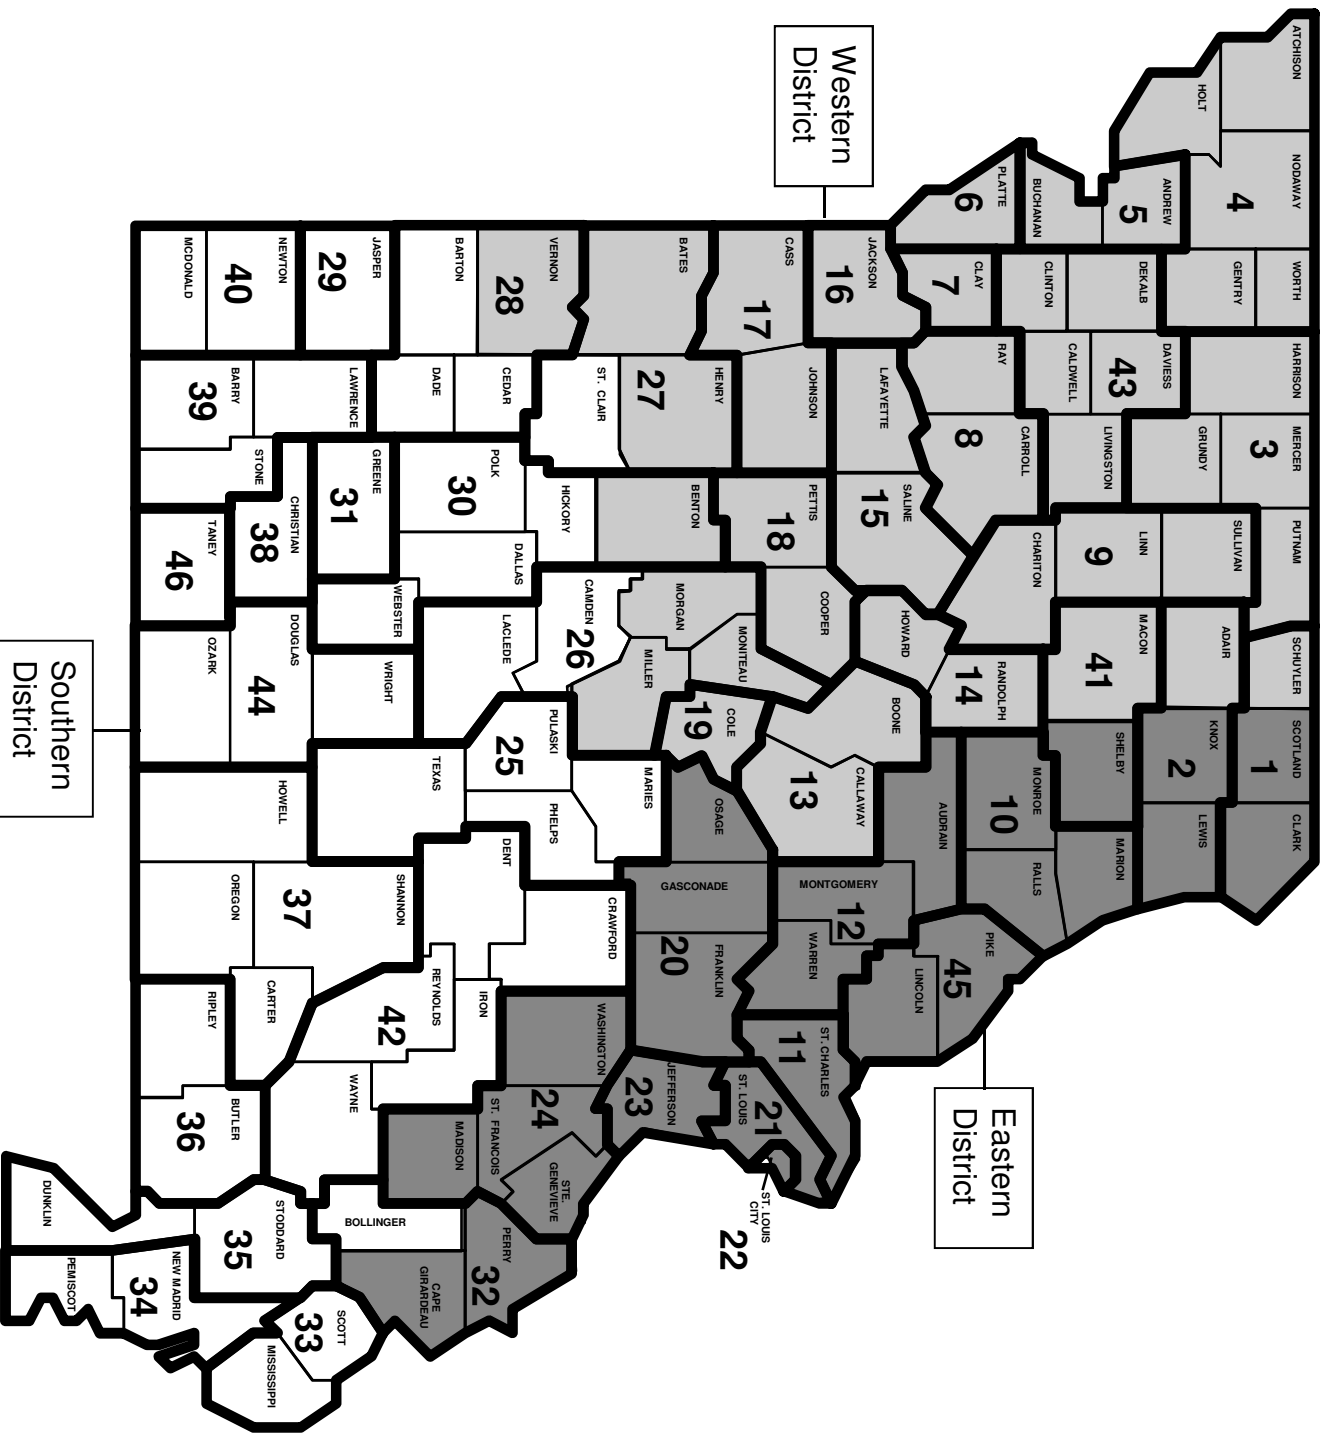 ATCHISON
NODAWAY
WORTH
HARRISON
MERCER
PUTNAM
SCHUYLER
SCOTLAND
CLARK
HOLT
4
GENTRY
3
GRUNDY
SULLIVAN
ADAIR
1
KNOX
2
LEWIS
ANDREW
5
DEKALB
DAVIESS
43
LIVINGSTON
LINN
9
MACON
41
SHELBY
MARION
BUCHANAN
CLINTON
CALDWELL
CARROLL
8
CHARITON
RANDOLPH
14
MONROE
10
RALLS
PLATTE
6
CLAY
7
RAY
HOWARD
BOONE
AUDRAIN
PIKE
45
LINCOLN
Eastern
District
Western
District
JACKSON
16
LAFAYETTE
SALINE
15
COOPER
CALLAWAY
13
MONTGOMERY
12
WARREN
ST. CHARLES
11
CASS
17
JOHNSON
PETTIS
18
MONITEAU
COLE
19
OSAGE
GASCONADE
FRANKLIN
20
ST. LOUIS
21
ST. LOUIS
CITY
22
BATES
HENRY
27
BENTON
MORGAN
MILLER
MARIES
JEFFERSON
23
VERNON
28
ST. CLAIR
HICKORY
CAMDEN
26
PULASKI
25
PHELPS
CRAWFORD
WASHINGTON
24
ST. FRANCOIS
STE.
GENEVIEVE
BARTON
CEDAR
DADE
POLK
30
DALLAS
LACLEDE
DENT
IRON
MADISON
PERRY
32
JASPER
29
LAWRENCE
GREENE
31
WEBSTER
WRIGHT
TEXAS
SHANNON
37
REYNOLDS
42
WAYNE
BOLLINGER
CAPE
GIRARDEAU
NEWTON
40
MCDONALD
BARRY
39
STONE
CHRISTIAN
38
TANEY
46
DOUGLAS
44
OZARK
HOWELL
OREGON
CARTER
RIPLEY
BUTLER
36
STODDARD
35
SCOTT
33
MISSISSIPPI
NEW MADRID
34
DUNKLIN
PEMISCOT
Southern
District